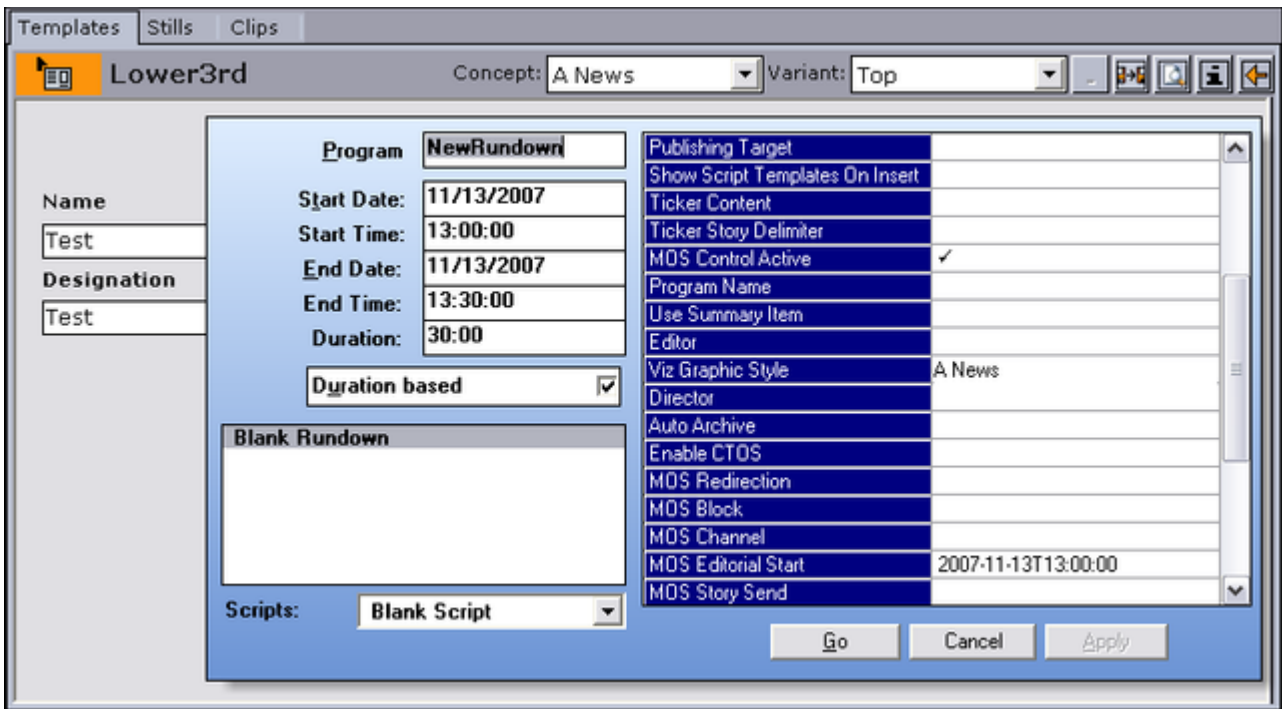 Templates Stills Clips
Lower3rd Concept: A News Variant: Top
Name
Test
Designation
Test
Program NewRundown
Start Date: 11/13/2007
Start Time: 13:00:00
End Date: 11/13/2007
End Time: 13:30:00
Duration: 30:00
Duration based
Blank Rundown
Scripts: Blank Script
Publishing Target
Show Script Templates On Insert
Ticker Content
Ticker Story Delimiter
MOS Control Active ✓
Program Name
Use Summary Item
Editor
Viz Graphic Style A News
Director
Auto Archive
Enable CTOS
MOS Redirection
MOS Block
MOS Channel
MOS Editorial Start 2007-11-13T13:00:00
MOS Story Send
Go Cancel Apply